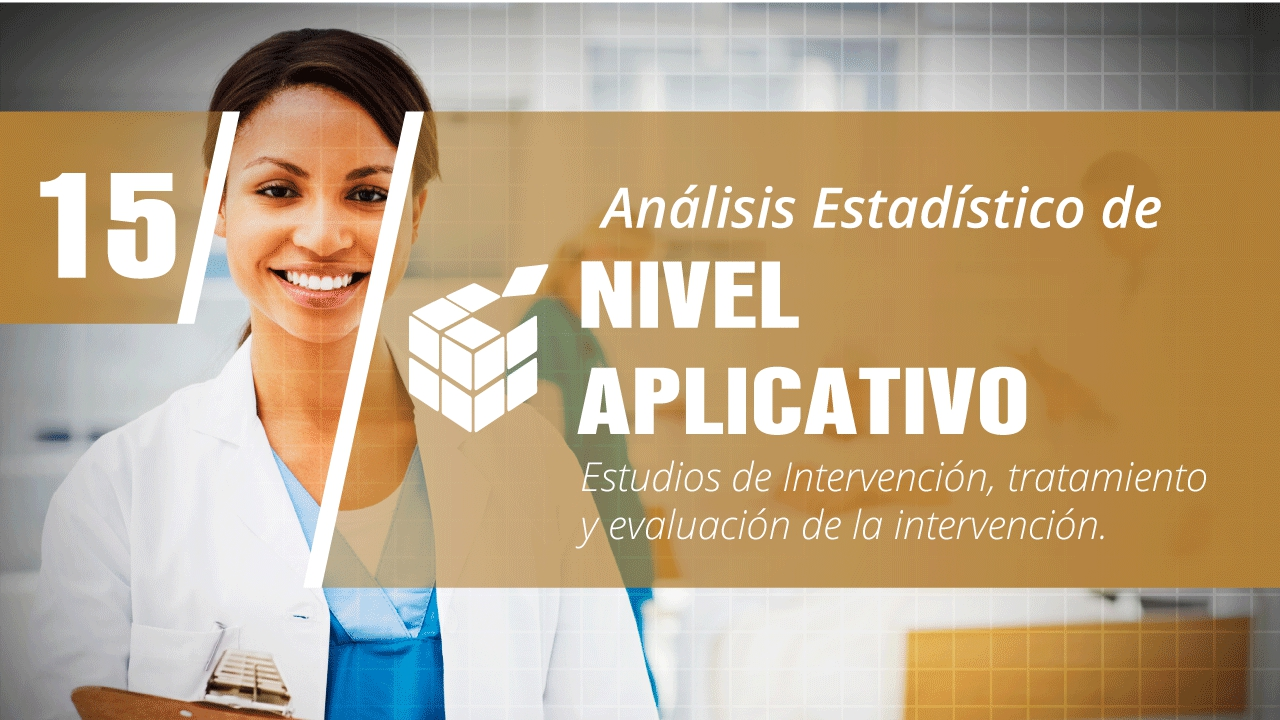 15
Análisis Estadístico de
NIVEL
APLICATIVO
Estudios de Intervención, tratamiento
y evaluación de la intervención.